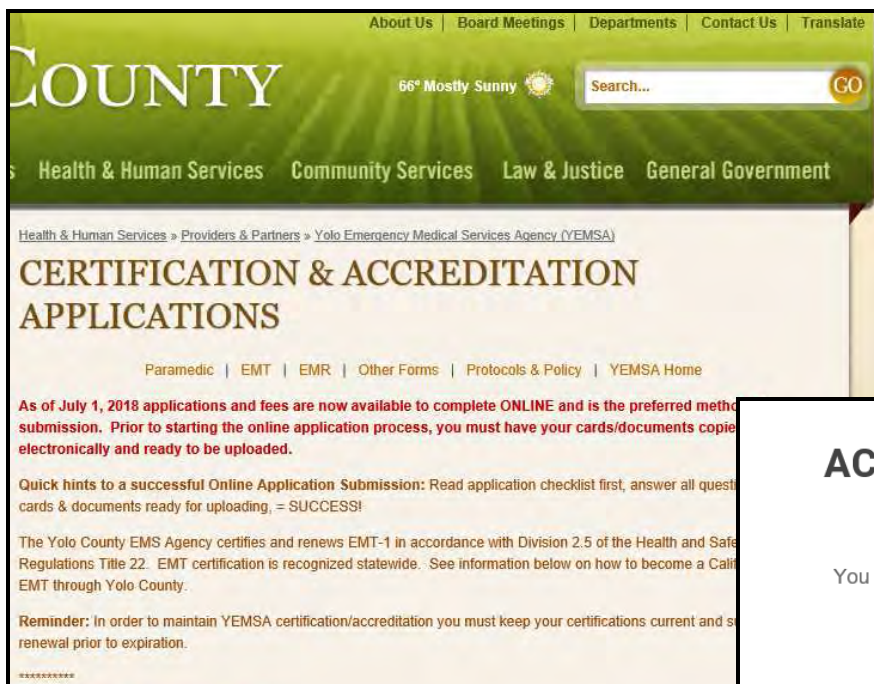 About Us | Board Meetings | Departments | Contact Us | Translate
COUNTY
66° Mostly Sunny
Search...
GO
s Health & Human Services Community Services Law & Justice General Government
Health & Human Services » Providers & Partners » Yolo Emergency Medical Services Agency (YEMSA)
CERTIFICATION & ACCREDITATION
APPLICATIONS
Paramedic | EMT | EMR | Other Forms | Protocols & Policy | YEMSA Home
As of July 1, 2018 applications and fees are now available to complete ONLINE and is the preferred metho
submission. Prior to starting the online application process, you must have your cards/documents copie
electronically and ready to be uploaded.
Quick hints to a successful Online Application Submission: Read application checklist first, answer all questi
cards & documents ready for uploading, = SUCCESS!
The Yolo County EMS Agency certifies and renews EMT-1 in accordance with Division 2.5 of the Health and Safe
Regulations Title 22. EMT certification is recognized statewide. See information below on how to become a Calif
EMT through Yolo County.
Reminder: In order to maintain YEMSA certification/accreditation you must keep your certifications current and s
renewal prior to expiration.
**********
AC
You